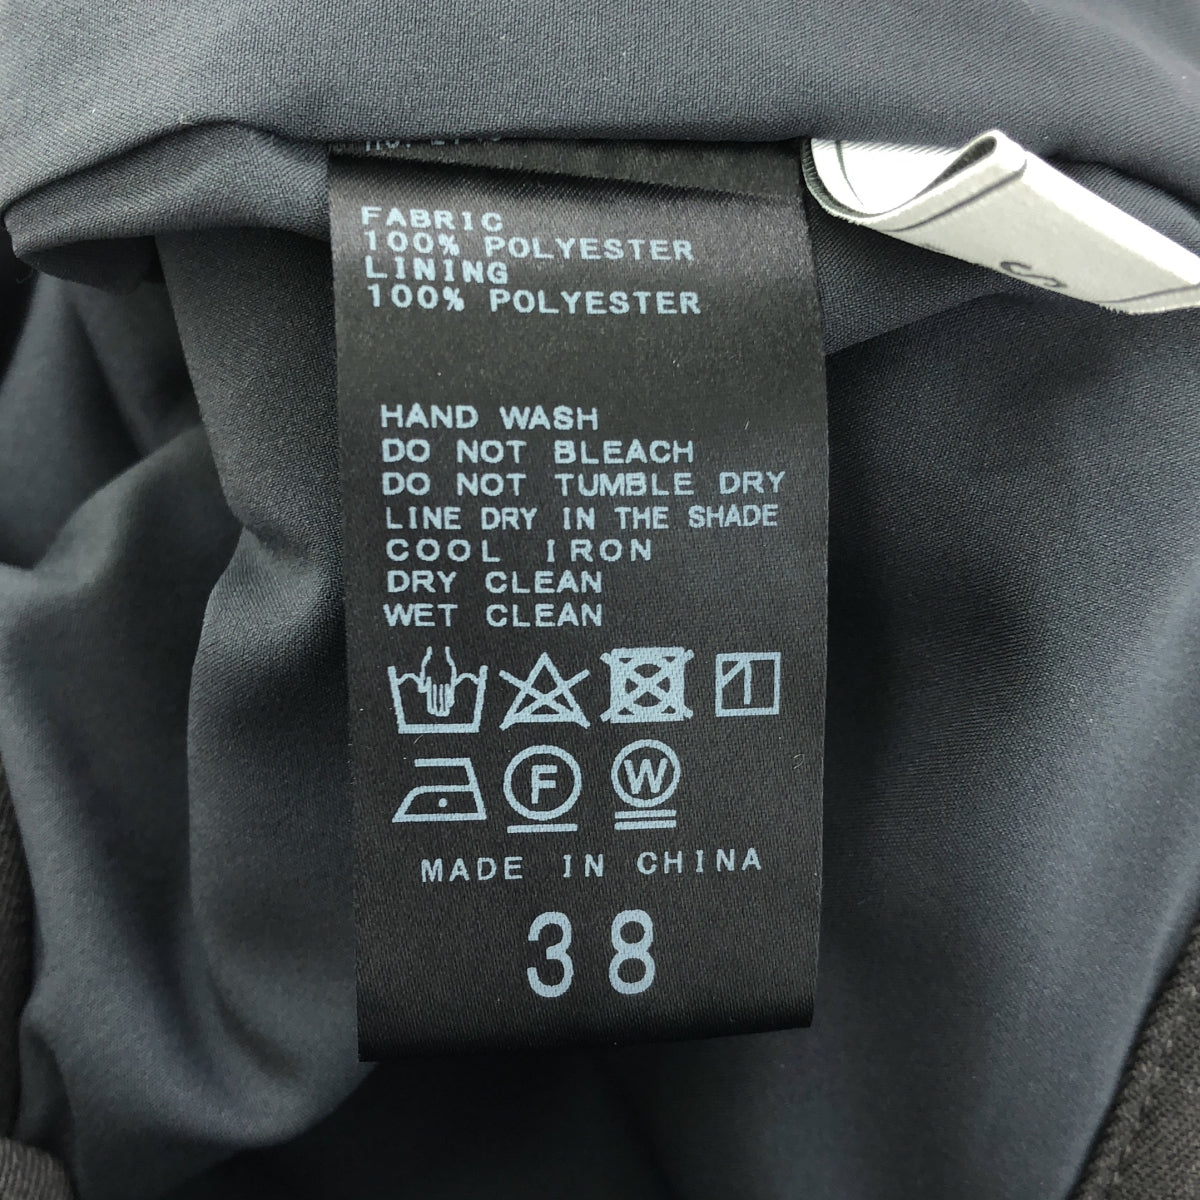 FABRIC
100% POLYESTER
LINING
100% POLYESTER
HAND WASH
DO NOT BLEACH
DO NOT TUMBLE DRY
LINE DRY IN THE SHADE
COOL IRON
DRY CLEAN
WET CLEAN
F W
MADE IN CHINA
38